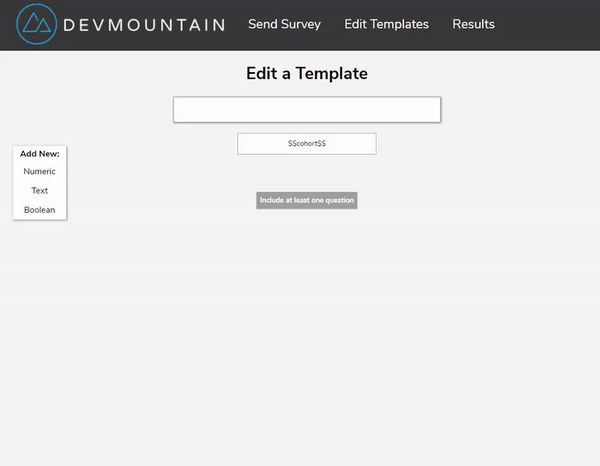 DEVMOUNTAIN Send Survey Edit Templates Results
Edit a Template
$$cohort$$
Add New:
Numeric
Text
Boolean
Include at least one question